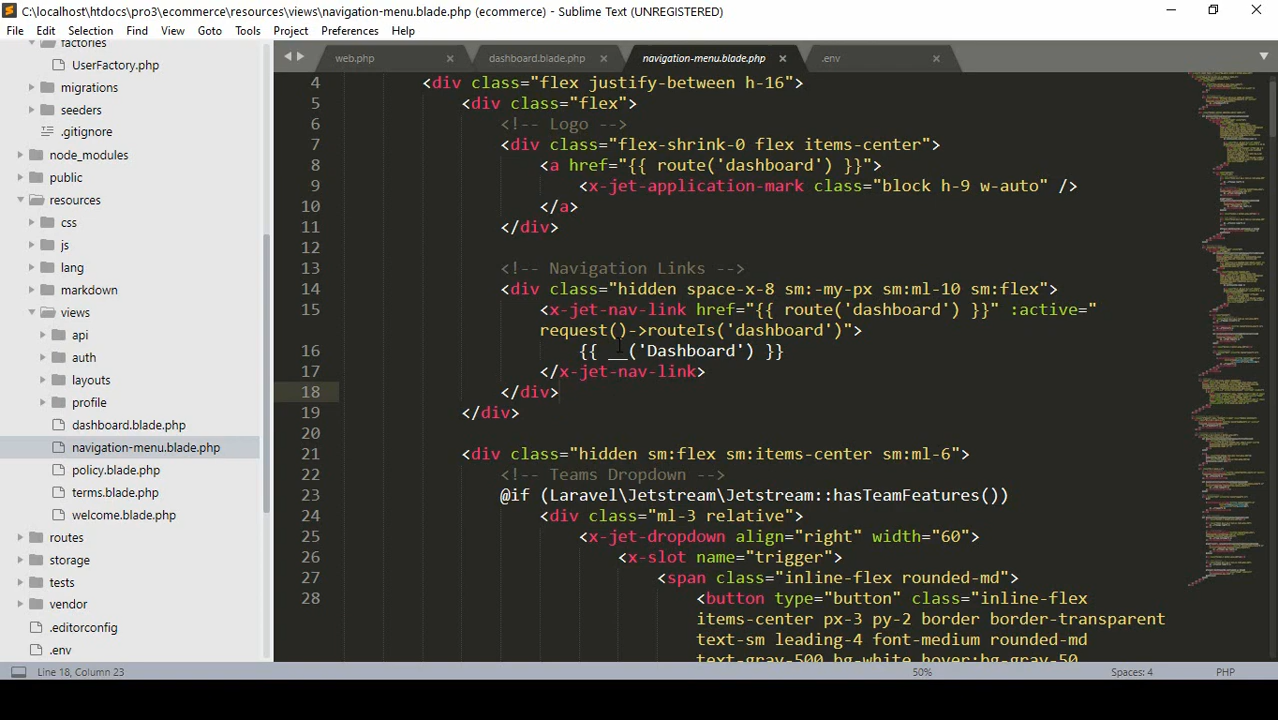 C:\localhost\htdocs\pro3\ecommerce\resources\views\navigation-menu.blade.php (ecommerce) - Sublime Text (UNREGISTERED)
File Edit Selection Find View Goto Tools Project Preferences Help
factories
UserFactory.php
migrations
seeders
.gitignore
node_modules
public
resources
css
js
lang
markdown
views
api
auth
layouts
profile
dashboard.blade.php
navigation-menu.blade.php
policy.blade.php
terms.blade.php
welcome.blade.php
routes
storage
tests
vendor
.editorconfig
.env
web.php dashboard.blade.php navigation-menu.blade.php .env
4 <div class="flex justify-between h-16">
5 <div class="flex">
6 <!-- Logo -->
7 <div class="flex-shrink-0 flex items-center">
8 <a href="{{ route('dashboard') }}">
9 <x-jet-application-mark class="block h-9 w-auto" />
10 </a>
11 </div>
12
13 <!-- Navigation Links -->
14 <div class="hidden space-x-8 sm:-my-px sm:ml-10 sm:flex">
15 <x-jet-nav-link href="{{ route('dashboard') }}" :active="
request()->routeIs('dashboard')">
16 {{ __('Dashboard') }}
17 </x-jet-nav-link>
18 </div>
19 </div>
20
21 <div class="hidden sm:flex sm:items-center sm:ml-6">
22 <!-- Teams Dropdown -->
23 @if (Laravel\Jetstream\Jetstream::hasTeamFeatures())
24 <div class="ml-3 relative">
25 <x-jet-dropdown align="right" width="60">
26 <x-slot name="trigger">
27 <span class="inline-flex rounded-md">
28 <button type="button" class="inline-flex
items-center px-3 py-2 border border-transparent
text-sm leading-4 font-medium rounded-md
text-gray-500 bg-white hover:bg-gray-50
Line 18, Column 23 50% Spaces: 4 PHP